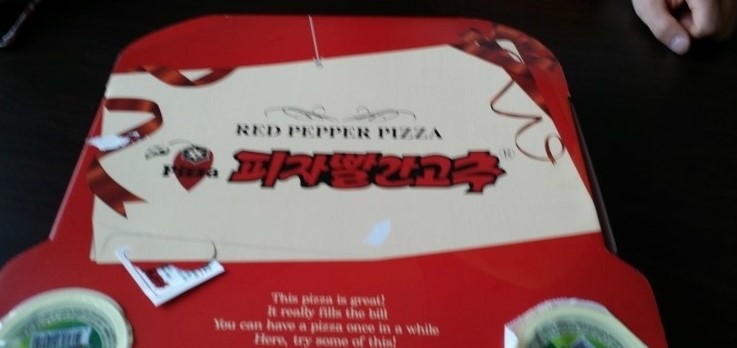 RED PEPPER PIZZA
Pizza
피자빨간고추®
This pizza is great!
It really fills the bill
You can have a pizza once in a while
Here, try some of this!